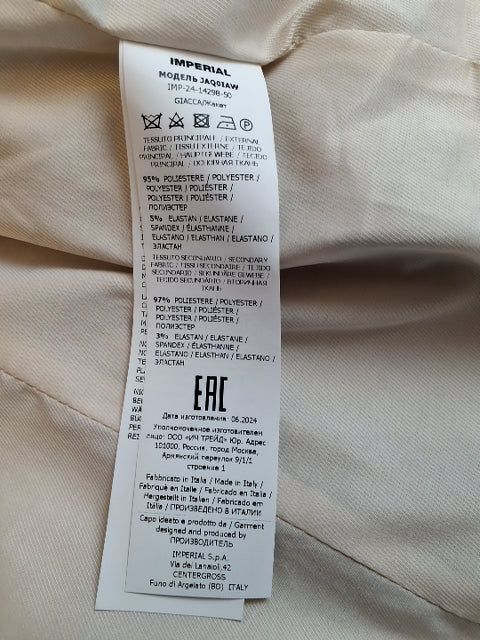 IMPERIAL
МОДЕЛЬ JAQ0IAW
IMP-24-14298-50
GIACCA/Жакет
P
TESSUTO PRINCIPALE / EXTERNAL
FABRIC / TISSU EXTERNE / TEJIDO
PRINCIPAL / HAUPTGEWEBE / TECIDO
PRINCIPAL / ОСНОВНАЯ ТКАНЬ
95% POLIESTERE / POLYESTER /
POLYESTER / POLIÉSTER /
POLYESTER / POLIÉSTER /
ПОЛИЭСТЕР
5% ELASTAN / ELASTANE /
SPANDEX / ÉLASTHANNE /
ELASTANO / ELASTHAN / ELASTANO /
ЭЛАСТАН
TESSUTO SECONDARIO / SECONDARY
FABRIC / TISSU SECONDAIRE / TEJIDO
SECUNDARIO / SEKUNDÄRE GEWEBE /
TECIDO SECUNDÁRIO / ВТОРИЧНАЯ
ТКАНЬ
97% POLIESTERE / POLYESTER /
POLYESTER / POLIÉSTER /
POLYESTER / POLIÉSTER /
ПОЛИЭСТЕР
3% ELASTAN / ELASTANE /
SPANDEX / ÉLASTHANNE /
ELASTANO / ELASTHAN / ELASTANO /
ЭЛАСТАН
EAC
Дата изготовления: 06.2024
Уполномоченное изготовителем
лицо: ООО «ИЧ ТРЕЙД» Юр. Адрес:
101000, Россия, город Москва,
Армянский переулок 9/1/1
строение 1
Fabbricato in Italia / Made in Italy /
Fabriqué en Italie / Fabricado en Italia /
Hergestellt in Italien / Fabricado em
Itália / ПРОИЗВЕДЕНО В ИТАЛИИ
Capo ideato e prodotto da / Garment
designed and produced by
ПРОИЗВОДИТЕЛЬ
IMPERIAL S.p.A.
Via dei Lanaioli,42
CENTERGROSS
Funo di Argelato (BO) ITALY